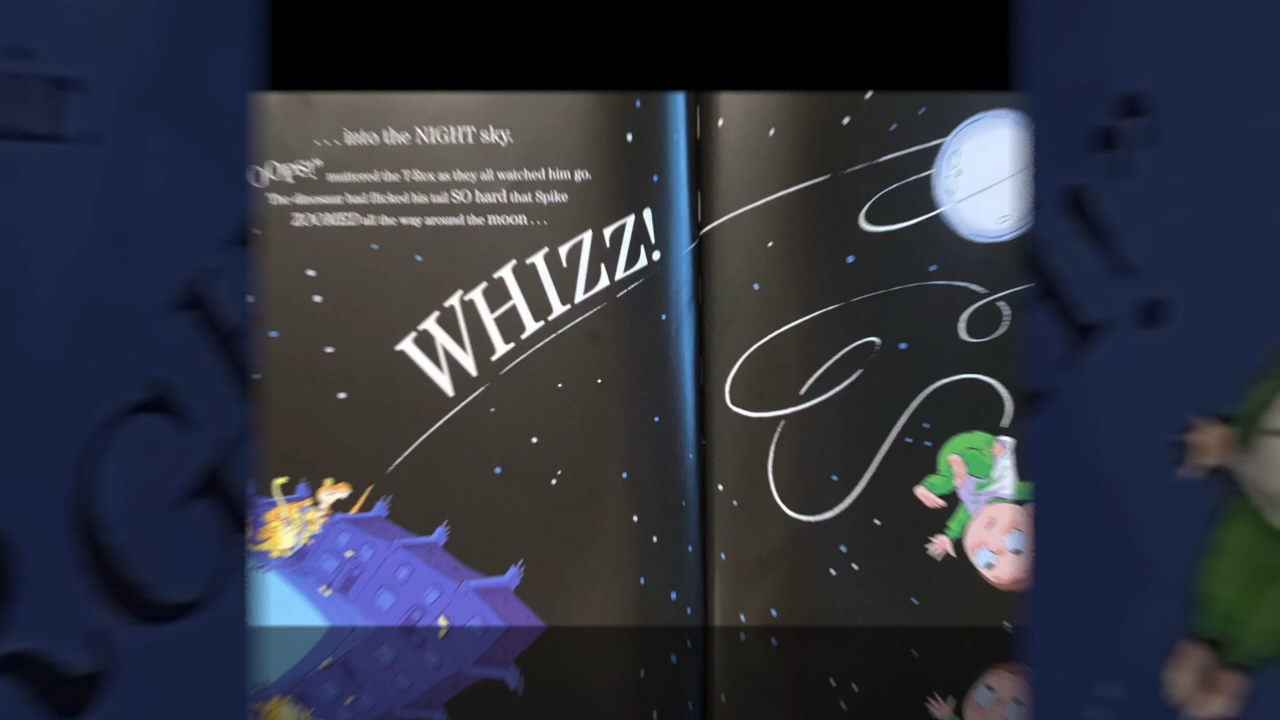 ...into the NIGHT sky.
"OOps!" muttered the T-Rex as they all watched him go.
The dinosaur had flicked his tail SO hard that Spike
ZOOMED all the way around the moon...
WHIZZ!